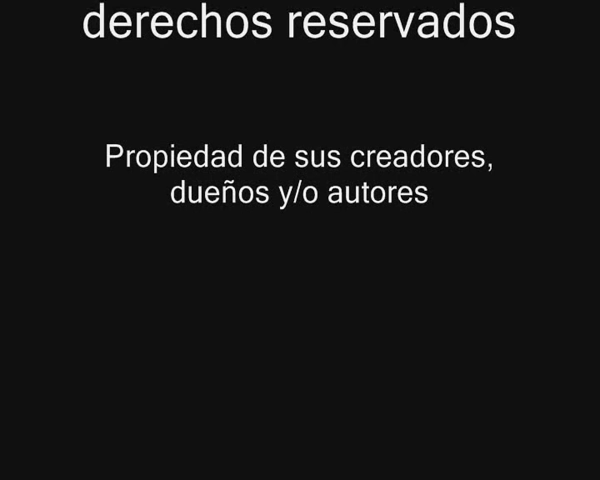 derechos reservados
Propiedad de sus creadores,
dueños y/o autores